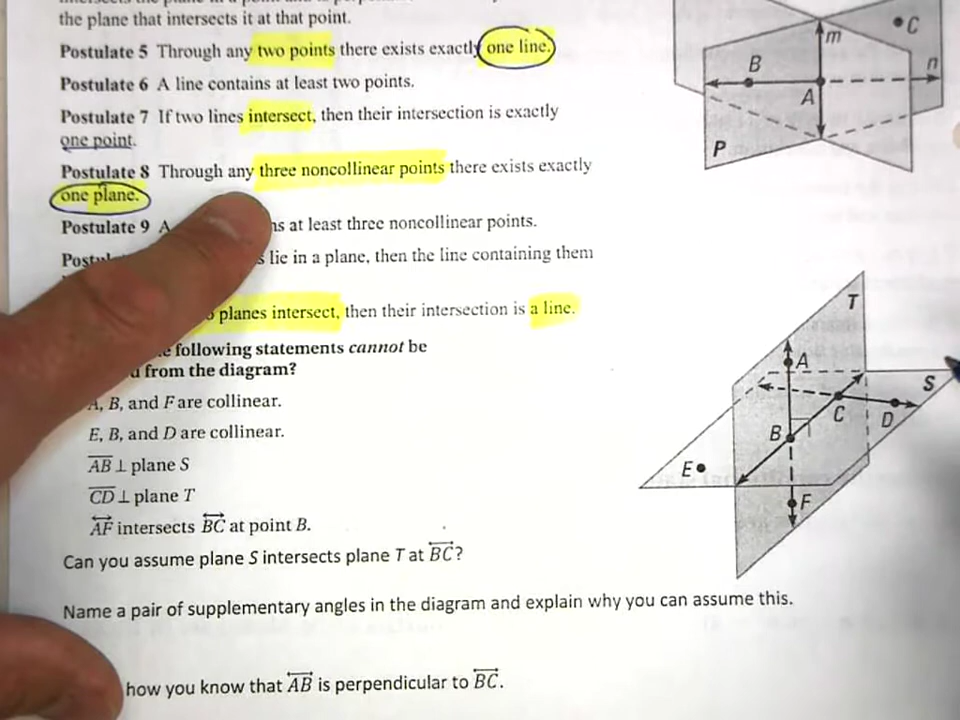 the plane that intersects it at that point.
Postulate 5 Through any two points there exists exactly one line.
Postulate 6 A line contains at least two points.
Postulate 7 If two lines intersect, then their intersection is exactly
one point.
Postulate 8 Through any three noncollinear points there exists exactly
one plane.
Postulate 9 A at least three noncollinear points.
lie in a plane, then the line containing them
planes intersect, then their intersection is a line.
following statements cannot be
from the diagram?
A, B, and F are collinear.
E, B, and D are collinear.
AB ⊥ plane S
CD ⊥ plane T
AF intersects BC at point B.
Can you assume plane S intersects plane T at BC?
Name a pair of supplementary angles in the diagram and explain why you can assume this.
how you know that AB is perpendicular to BC.
m
C
B
n
A
P
T
A
S
C
D
B
E
F